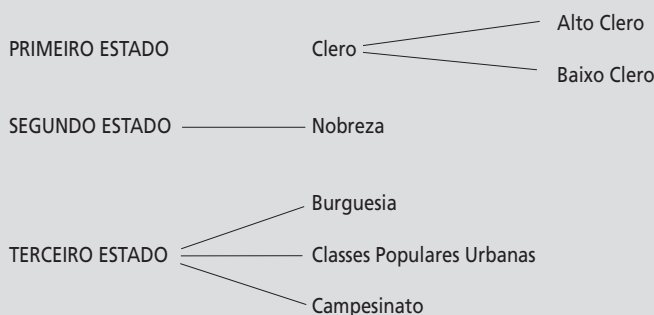 Alto Clero
PRIMEIRO ESTADO Clero
Baixo Clero
SEGUNDO ESTADO Nobreza
Burguesia
TERCEIRO ESTADO Classes Populares Urbanas
Campesinato